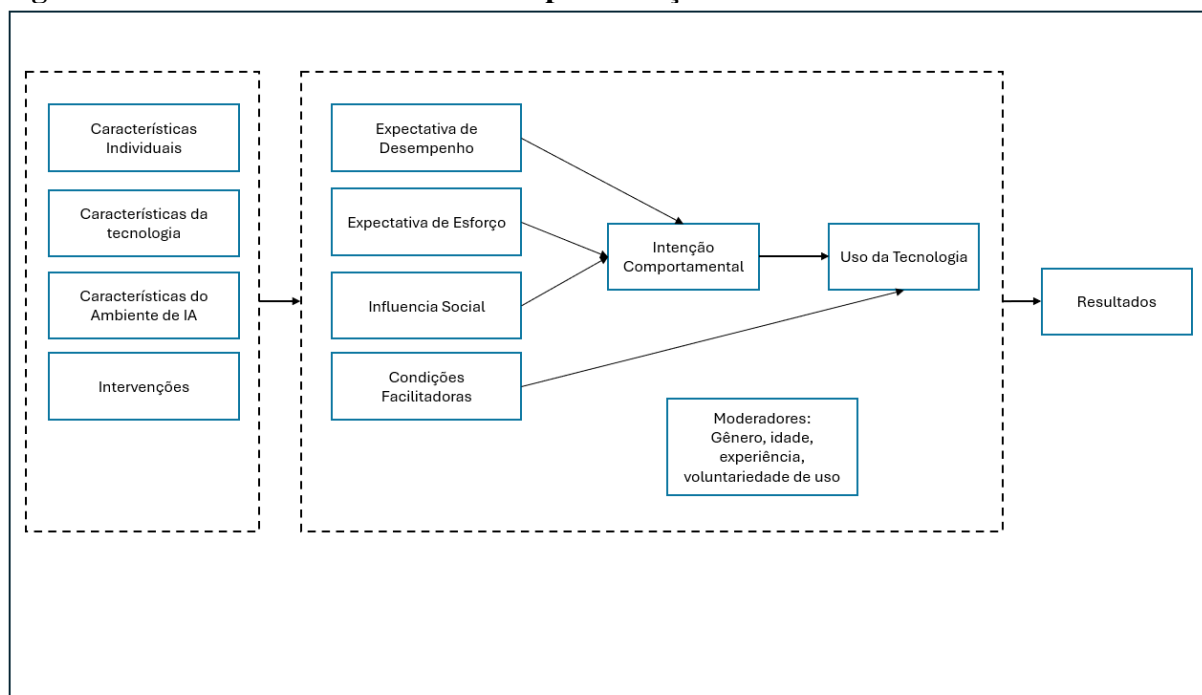 Características
Individuais
Características da
tecnologia
Características do
Ambiente de IA
Intervenções
Expectativa de
Desempenho
Expectativa de Esforço
Influencia Social
Condições
Facilitadoras
Intenção
Comportamental
Uso da Tecnologia
Moderadores:
Gênero, idade,
experiência,
voluntariedade de uso
Resultados